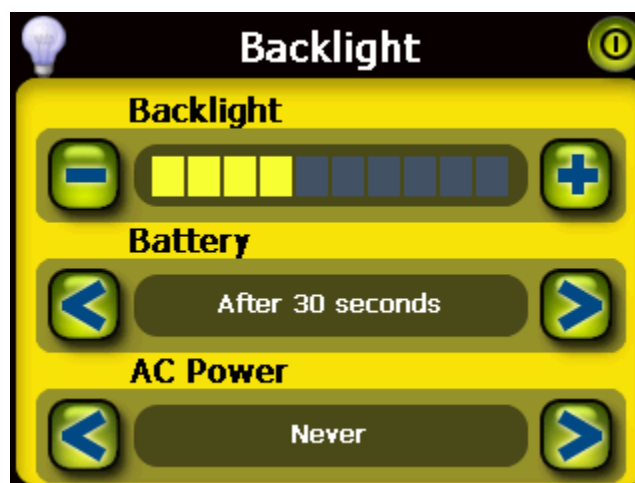 Backlight
Backlight
Battery
After 30 seconds
AC Power
Never